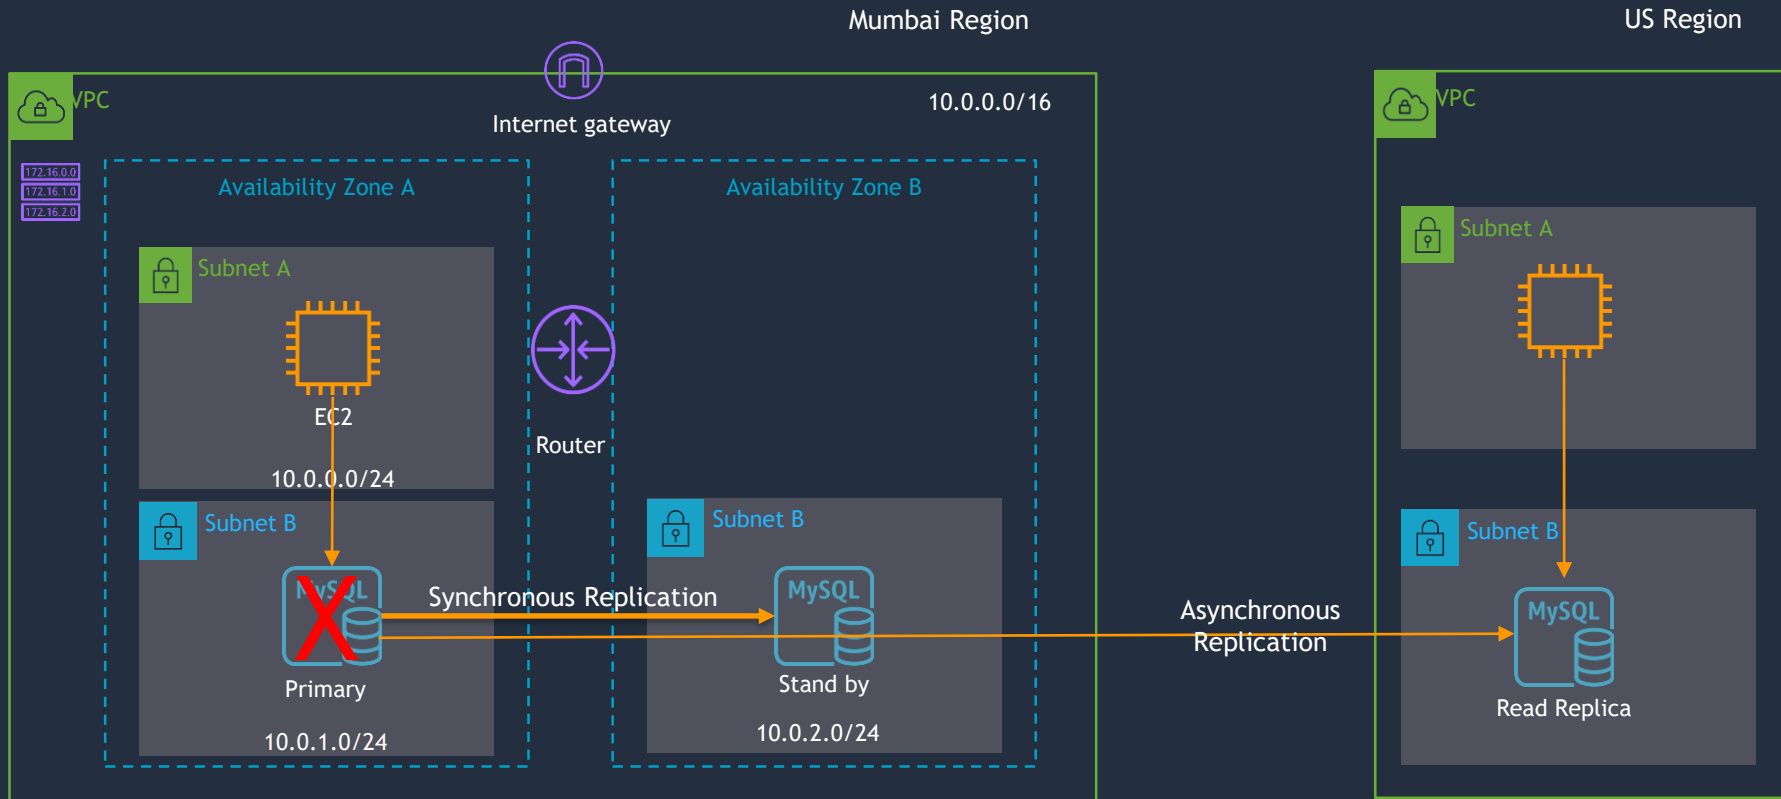 Mumbai Region
US Region
VPC
Internet gateway
10.0.0.0/16
VPC
172.16.0.0
172.16.1.0
172.16.2.0
Availability Zone A
Availability Zone B
Subnet A
EC2
10.0.0.0/24
Router
Subnet A
Subnet B
MySQL
X
Primary
10.0.1.0/24
Synchronous Replication
Subnet B
MySQL
Stand by
10.0.2.0/24
Asynchronous
Replication
Subnet B
MySQL
Read Replica